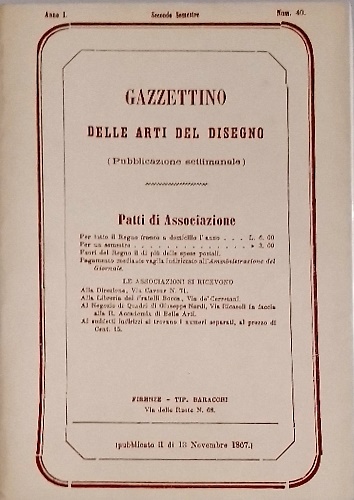 Anno I. Secondo Semestre Num. 40.
GAZZETTINO
DELLE ARTI DEL DISEGNO
(Pubblicazione settimanale)
Patti di Associazione
Per tutto il Regno franco a domicilio l'anno . . . L. 6. 00
Per un semestre . . . . . . . . . . . . . . » 3. 00
Fuori del Regno il di più delle spese postali.
Pagamento mediante vaglia indirizzato all'Amministrazione del
Giornale.
LE ASSOCIAZIONI SI RICEVONO
Alla Direzione, Via Cavour N. 71.
Alla Libreria dei Fratelli Bocca, Via de' Cerretani.
Al Negozio di Quadri di Giuseppe Nardi, Via Ricasoli in faccia
alla R. Accademia di Belle Arti.
Ai suddetti indirizzi si trovano i numeri separati, al prezzo di
Cent. 15.
FIRENZE — TIP. BARACCHI
Via delle Ruote N. 68.
(pubblicato il di 13 Novembre 1867.)